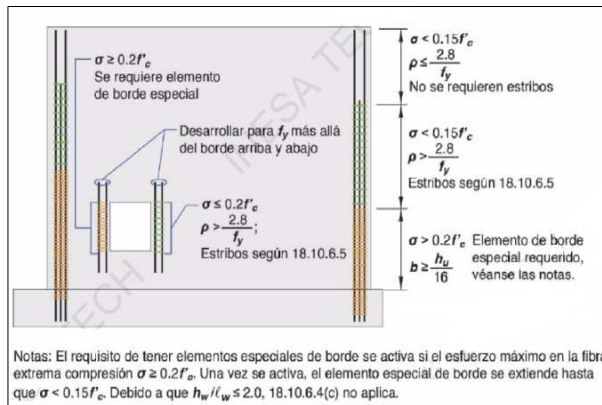 σ ≥ 0.2f'c
Se requiere elemento
de borde especial
Desarrollar para fy más allá
del borde arriba y abajo
σ ≤ 0.2f'c
ρ > 2.8/fy;
Estribos según 18.10.6.5
σ < 0.15f'c
ρ ≤ 2.8/fy
No se requieren estribos
σ < 0.15f'c
ρ > 2.8/fy
Estribos según 18.10.6.5
σ > 0.2f'c Elemento de borde
especial requerido,
b ≥ hu/16
véanse las notas.
Notas: El requisito de tener elementos especiales de borde se activa si el esfuerzo máximo en la fibra
extrema compresión σ ≥ 0.2f'c. Una vez se activa, el elemento especial de borde se extiende hasta
que σ < 0.15f'c. Debido a que hw/ℓw ≤ 2.0, 18.10.6.4(c) no aplica.